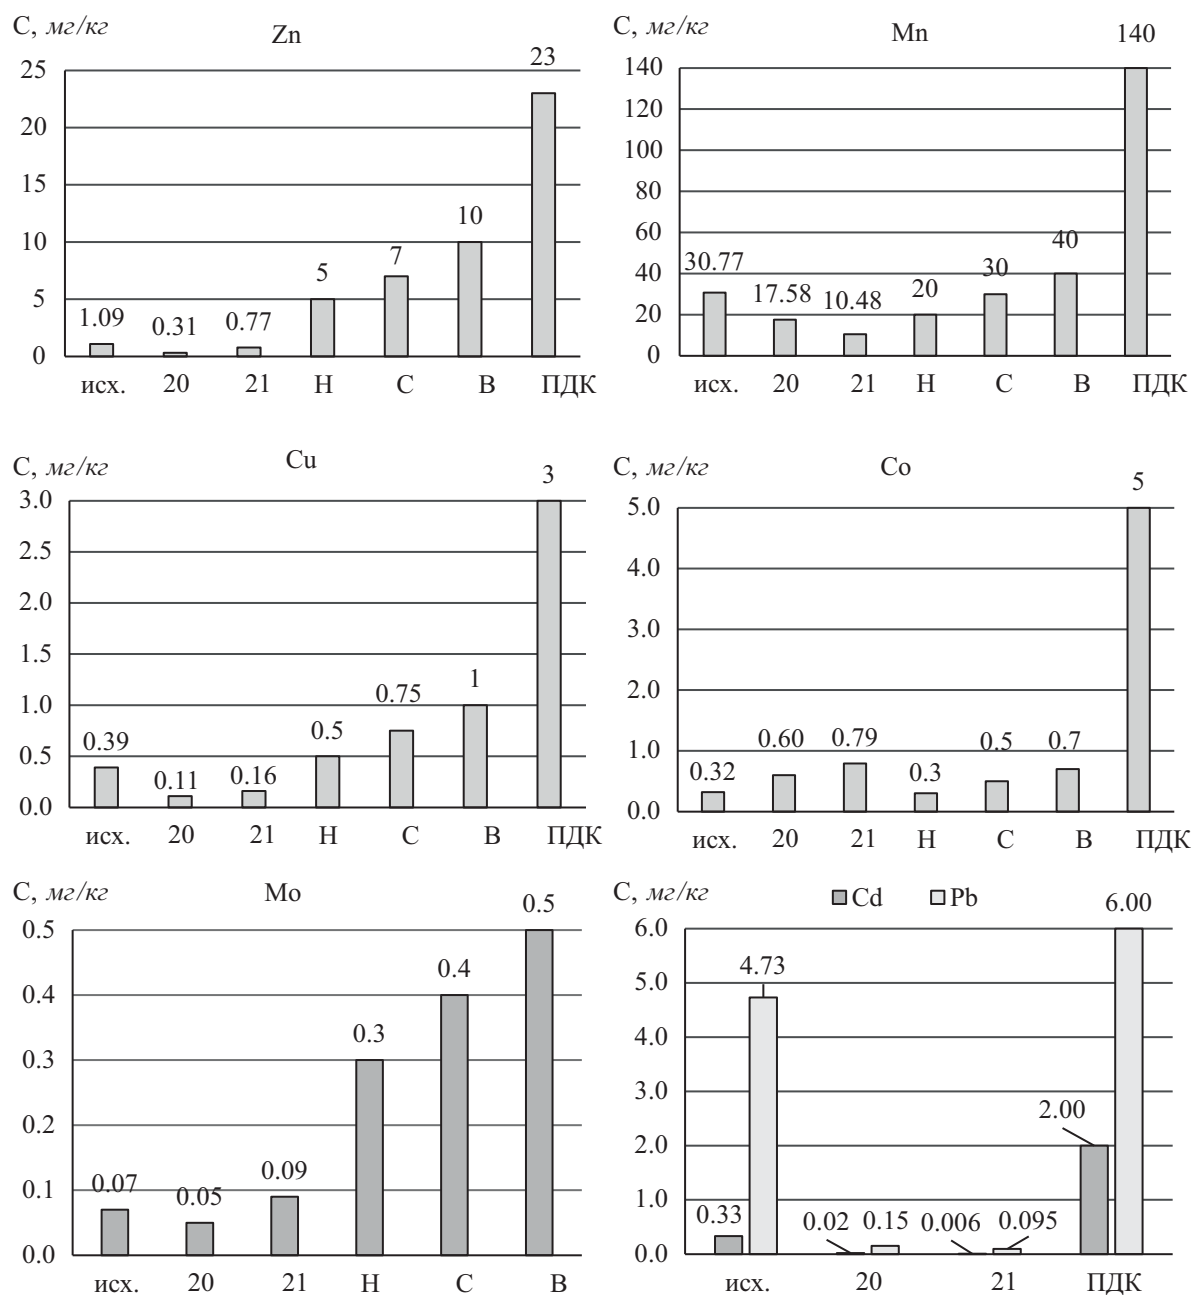 С, мг/кг
Zn
23
25
20
15
10
5
0
10
7
5
1.09
0.31
0.77
исх.
20
21
Н
С
В
ПДК
С, мг/кг
Mn
140
140
120
100
80
60
40
20
0
30.77
17.58
10.48
20
30
40
исх.
20
21
Н
С
В
ПДК
С, мг/кг
Cu
3
3.0
2.5
2.0
1.5
1.0
0.5
0.0
0.39
0.11
0.16
0.5
0.75
1
исх.
20
21
Н
С
В
ПДК
С, мг/кг
Co
5
5.0
4.0
3.0
2.0
1.0
0.0
0.32
0.60
0.79
0.3
0.5
0.7
исх.
20
21
Н
С
В
ПДК
С, мг/кг
Mo
0.5
0.5
0.4
0.3
0.2
0.1
0.0
0.07
0.05
0.09
0.3
0.4
исх.
20
21
Н
С
В
С, мг/кг
Cd
Pb
6.00
6.0
5.0
4.0
3.0
2.0
1.0
0.0
4.73
0.33
0.02
0.15
0.006
0.095
2.00
исх.
20
21
ПДК